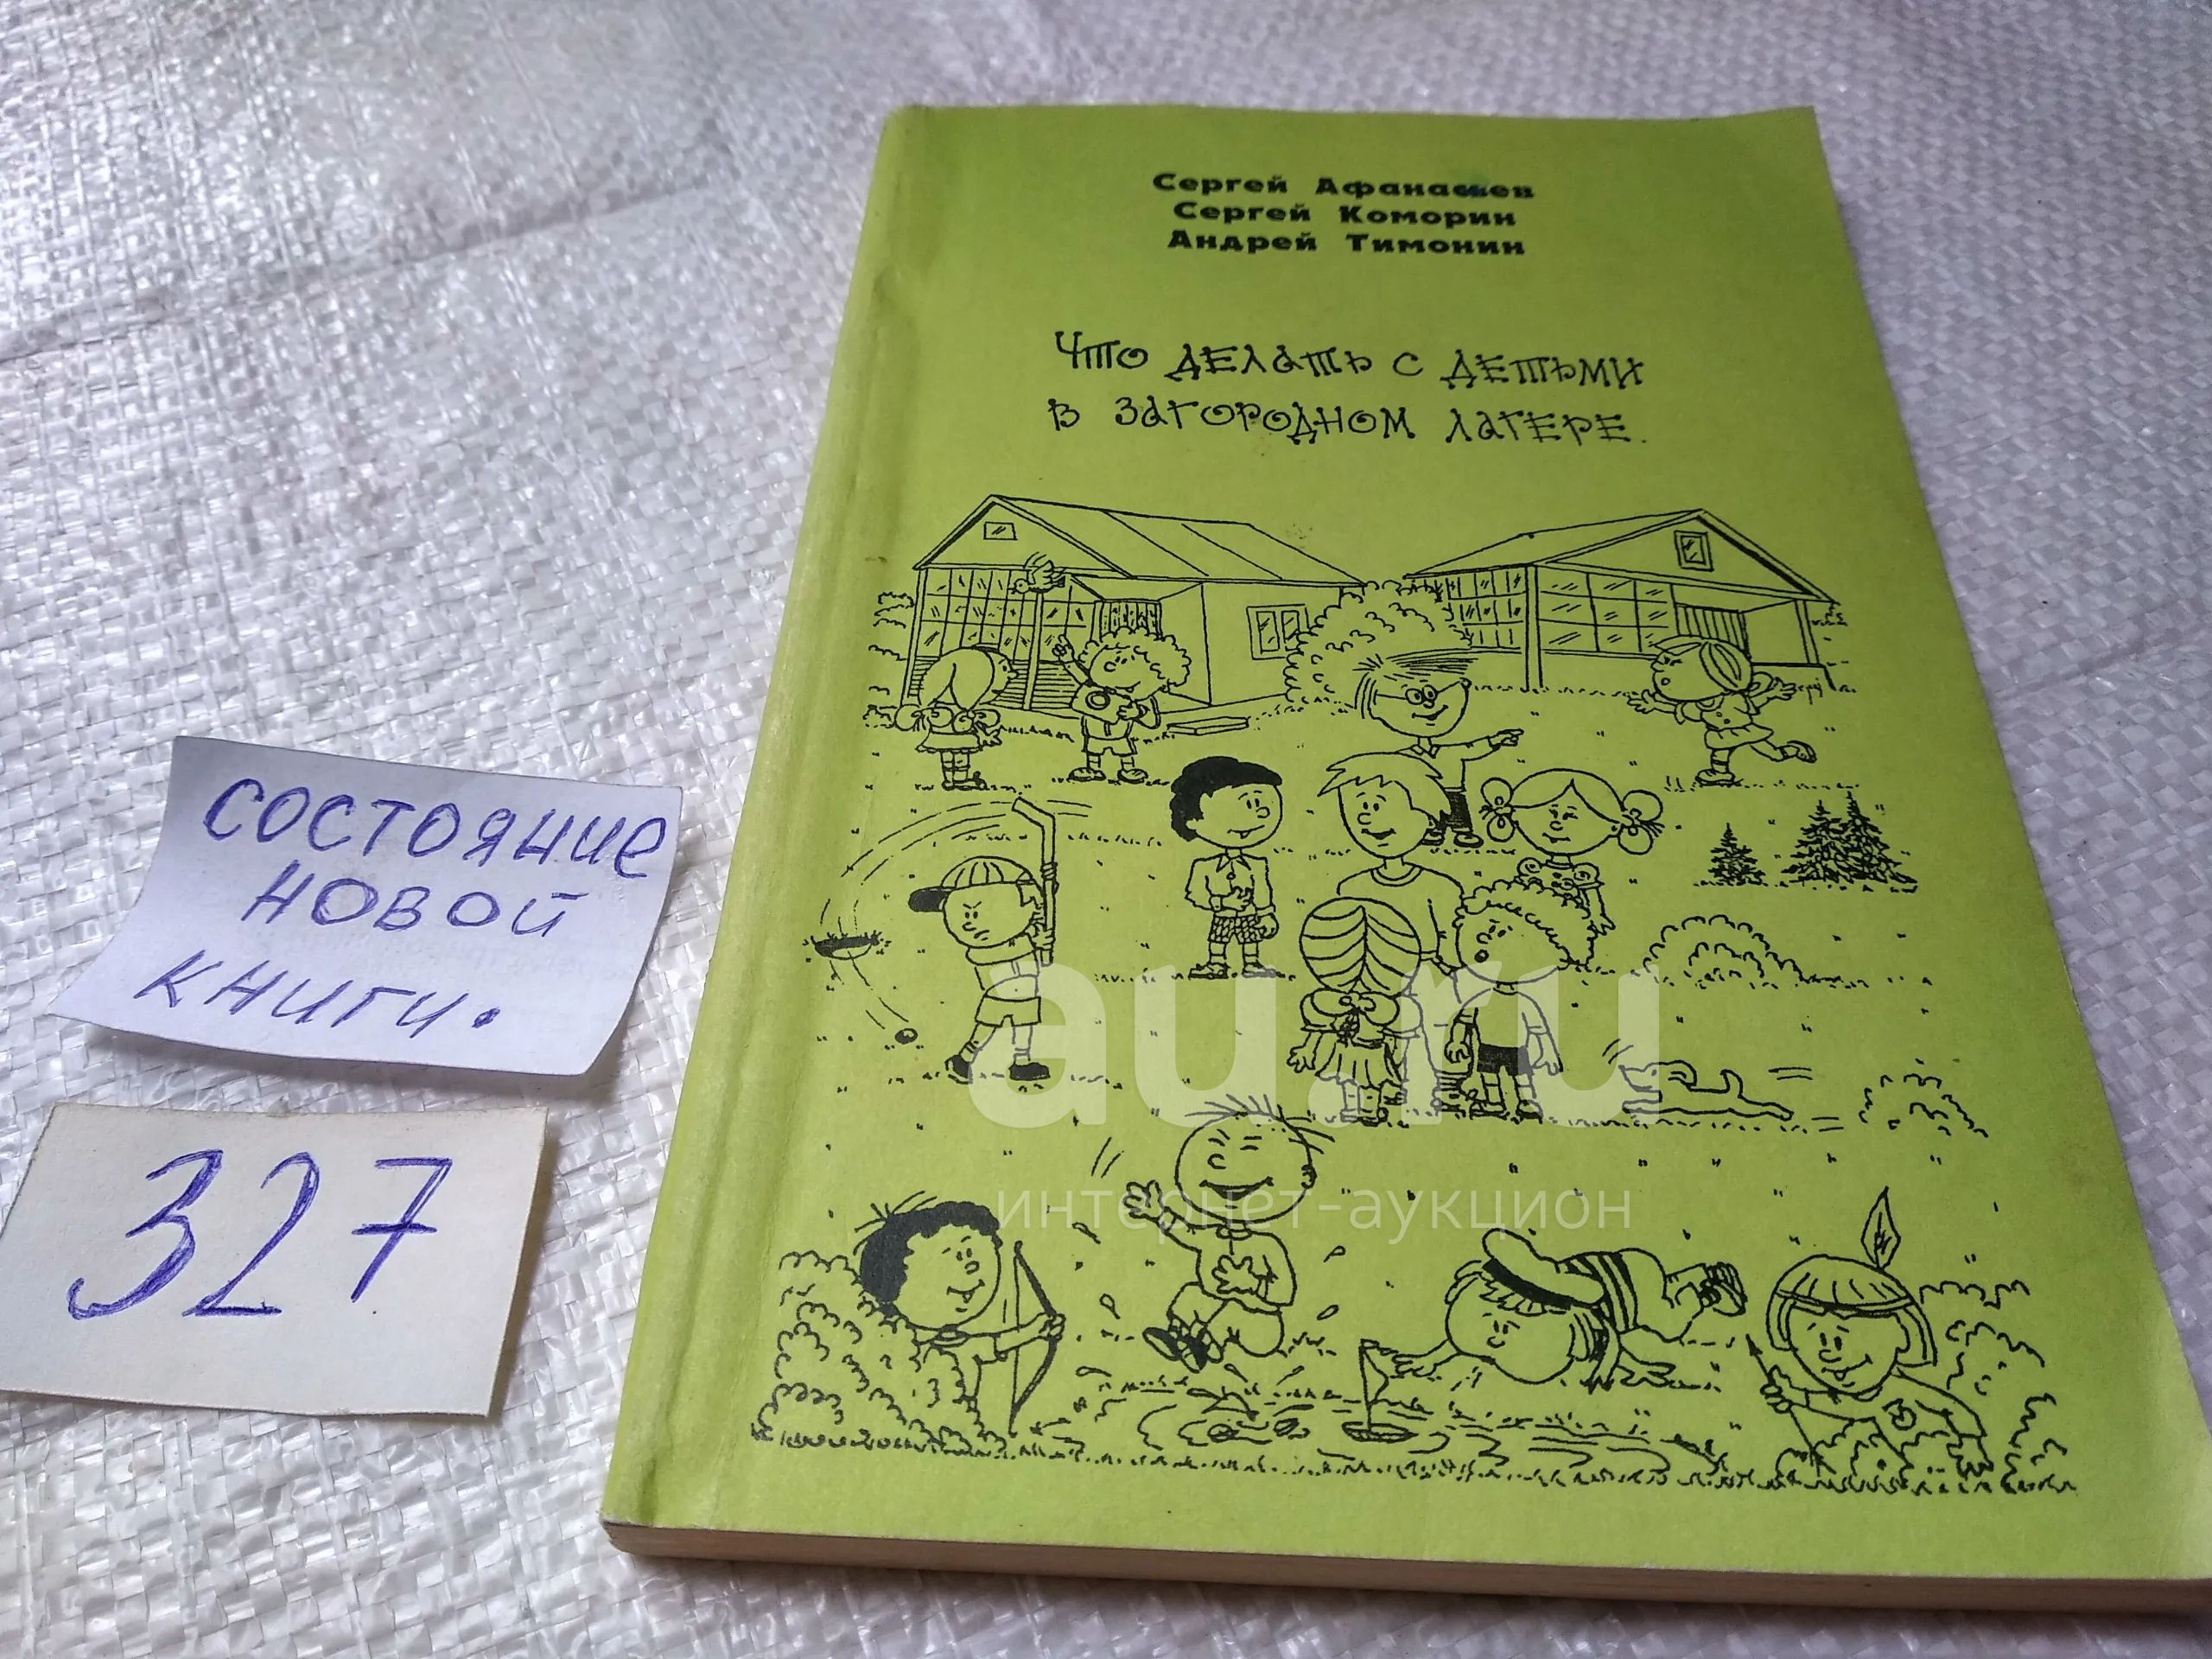 Сергей Афанасьев
Сергей Коморин
Андрей Тимонин
Что делать с детьми
в загородном лагере.
состояние
новой
книги.
327
au.ru
интернет-аукцион